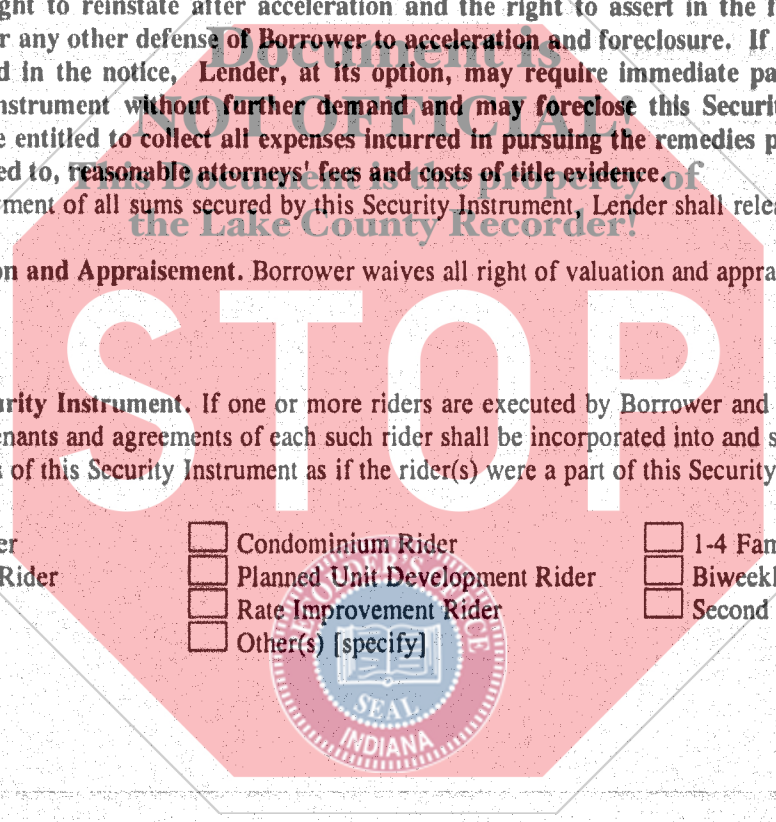 ght to reinstate after acceleration and the right to assert in the
r any other defense of Borrower to acceleration and foreclosure. If
Document is
d in the notice, Lender, at its option, may require immediate pa
nstrument without further demand and may foreclose this Securit
NOT OFFICIAL!
e entitled to collect all expenses incurred in pursuing the remedies p
ed to, reasonable attorneys' fees and costs of title evidence.
This Document is the property of
yment of all sums secured by this Security Instrument, Lender shall relea
the Lake County Recorder!
on and Appraisement. Borrower waives all right of valuation and appra
STOP
urity Instrument. If one or more riders are executed by Borrower and
enants and agreements of each such rider shall be incorporated into and s
s of this Security Instrument as if the rider(s) were a part of this Security
er Condominium Rider 1-4 Fam
Rider Planned Unit Development Rider Biweekl
Rate Improvement Rider Second
Other(s) [specify]
RECORDER'S OFFICE
SEAL
INDIANA